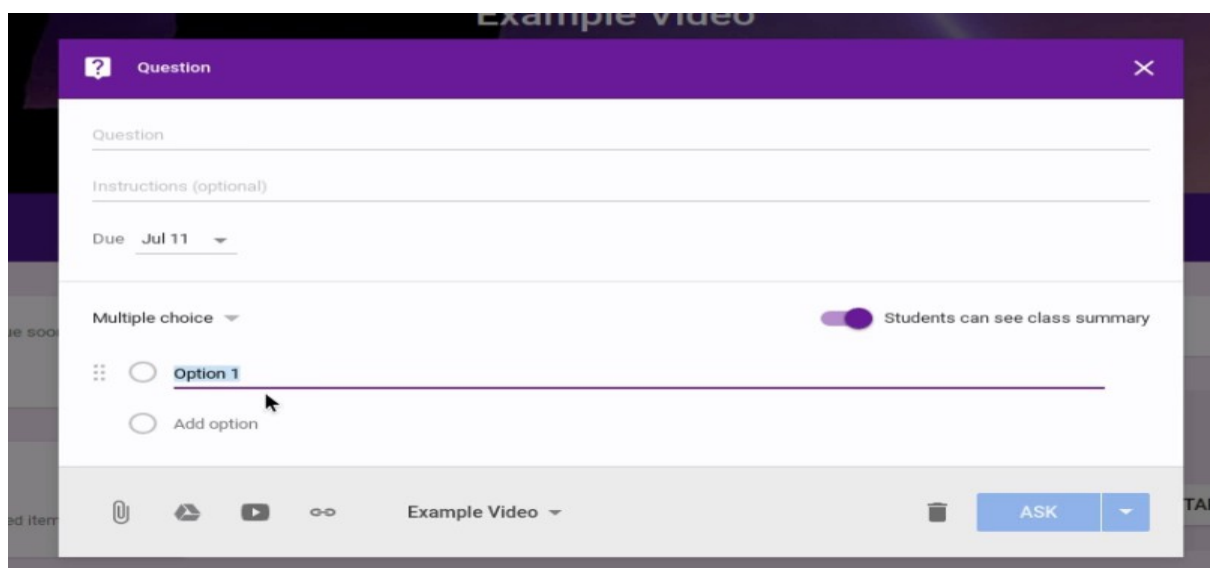 Example Video
Question
Question
Instructions (optional)
Due Jul 11
Multiple choice
Students can see class summary
Option 1
Add option
Example Video
ASK